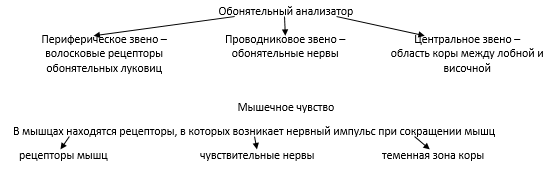 Обонятельный анализатор
Периферическое звено – Проводниковое звено – Центральное звено –
волосковые рецепторы обонятельные нервы область коры между лобной и
обонятельных луковиц височной
Мышечное чувство
В мышцах находятся рецепторы, в которых возникает нервный импульс при сокращении мышц
рецепторы мышц чувствительные нервы теменная зона коры